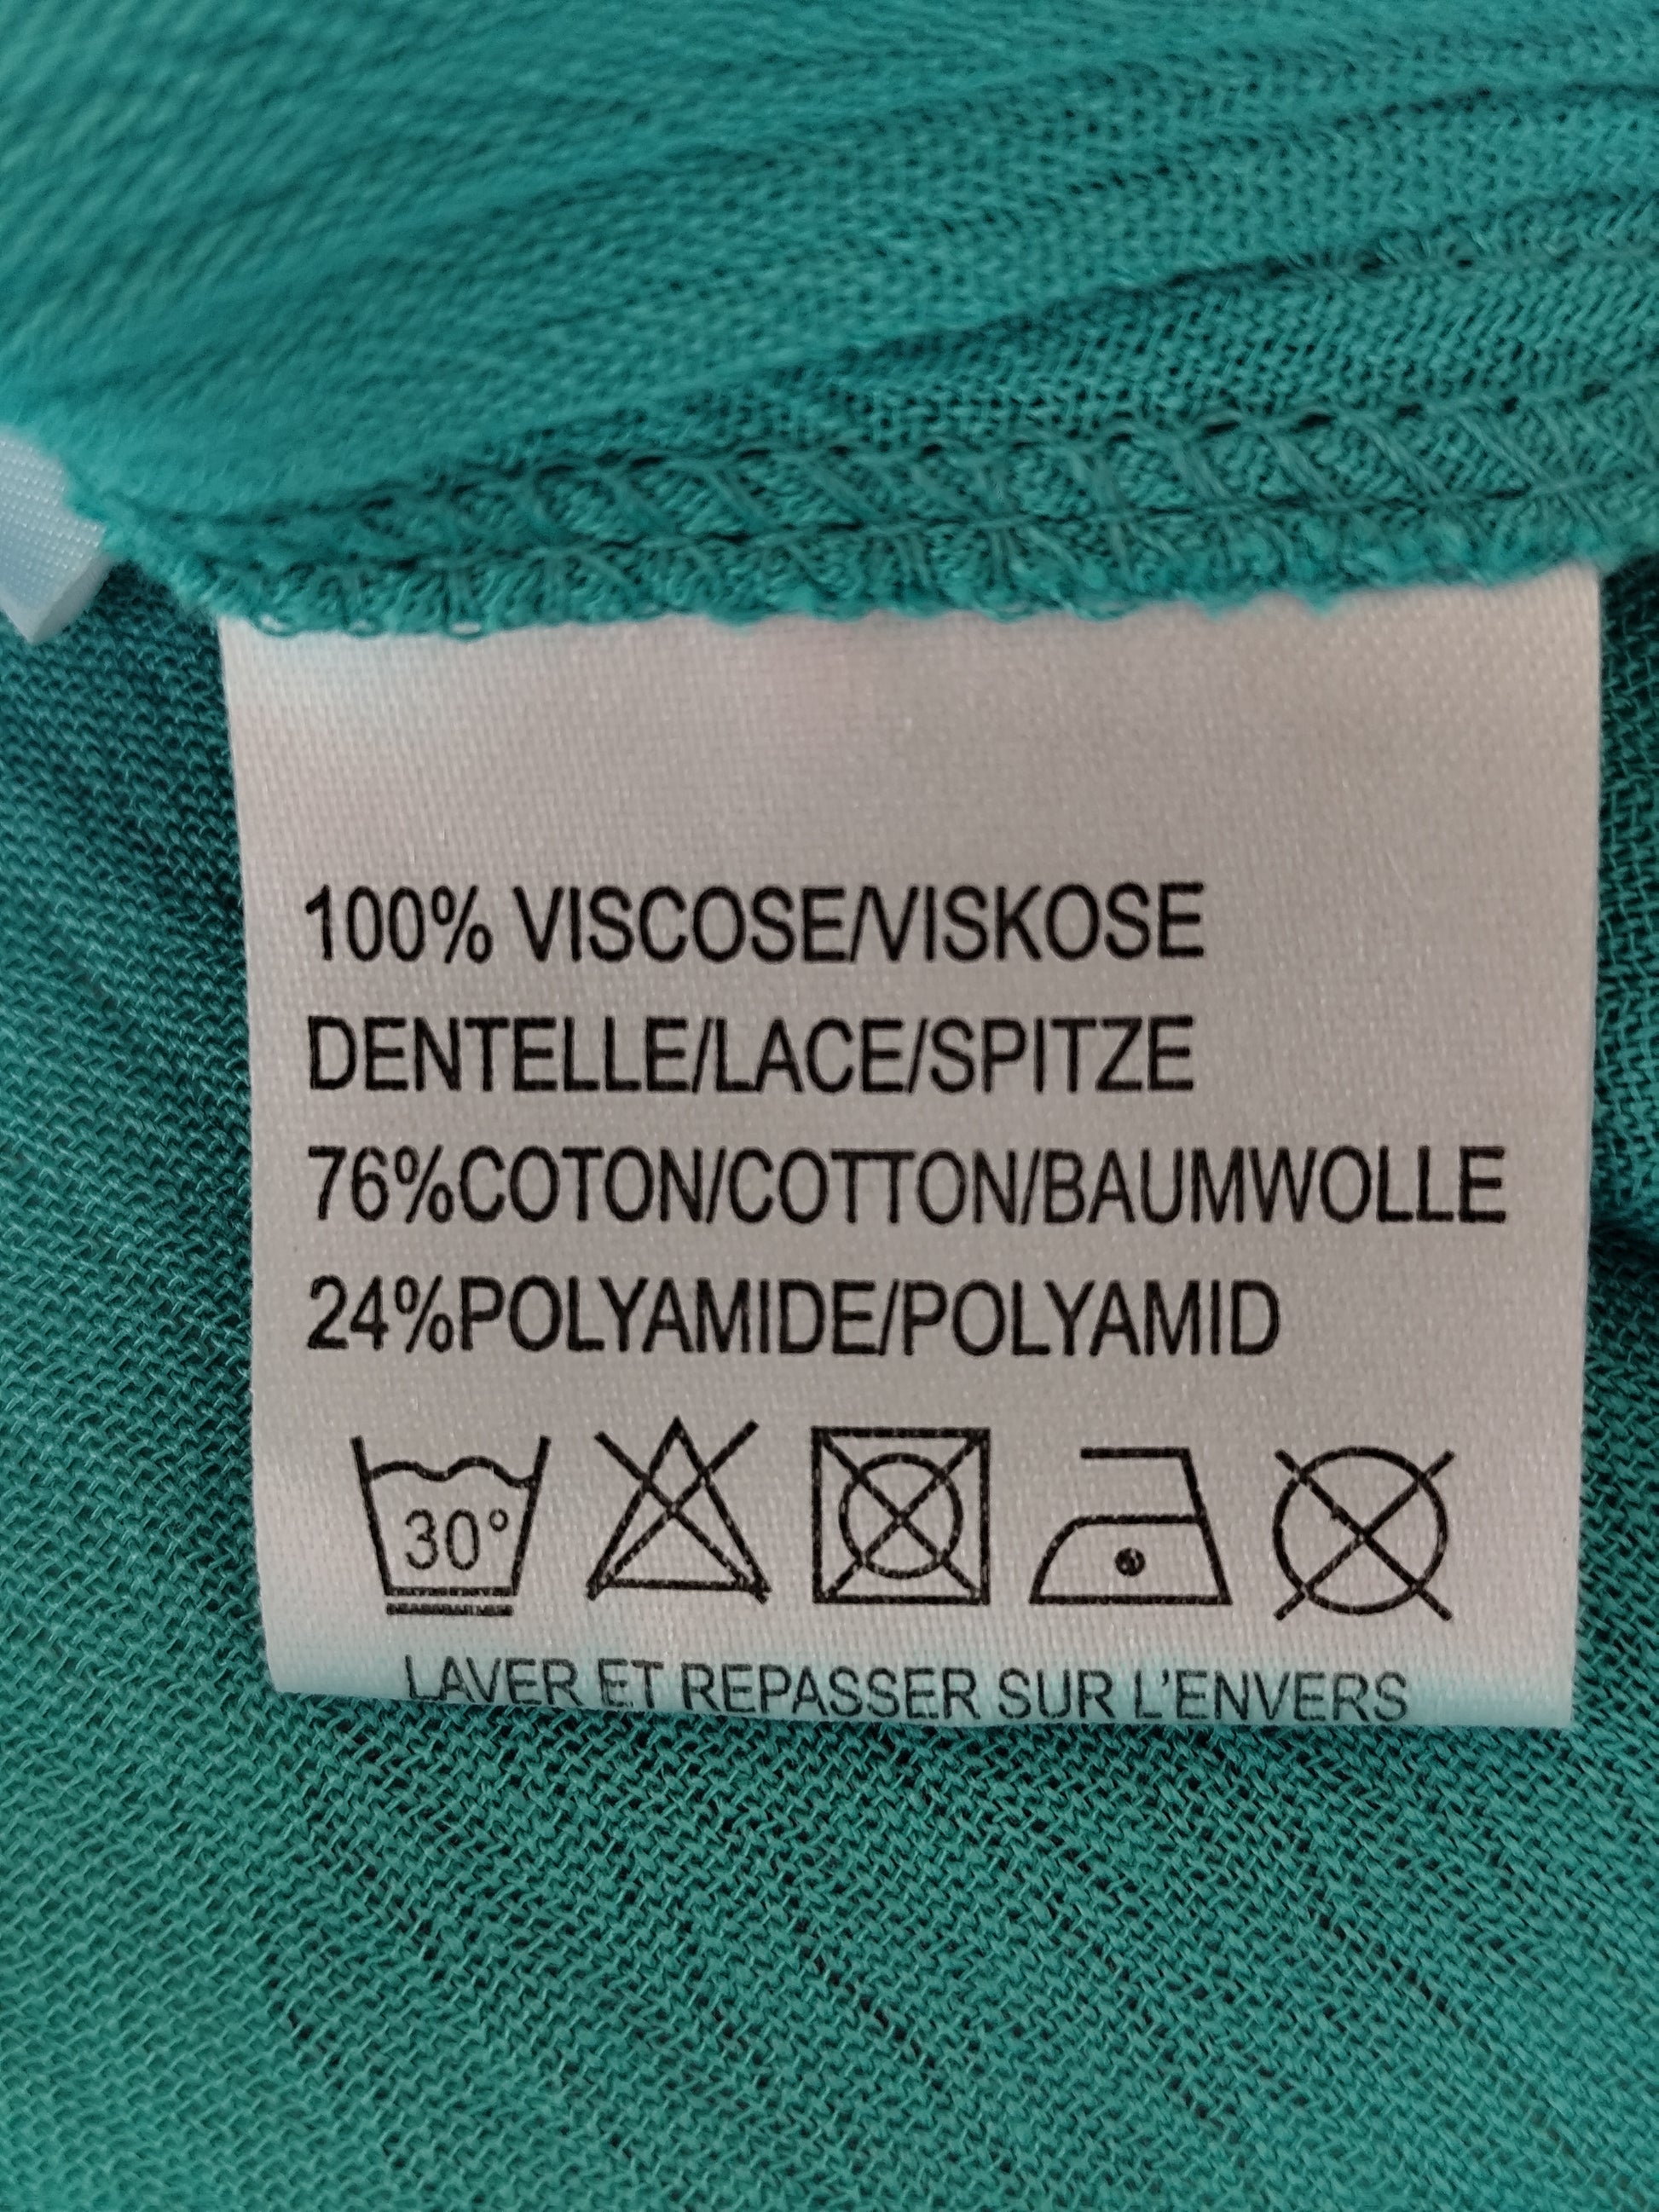 100% VISCOSE/VISKOSE
DENTELLE/LACE/SPITZE
76%COTON/COTTON/BAUMWOLLE
24%POLYAMIDE/POLYAMID
30°
LAVER ET REPASSER SUR L'ENVERS